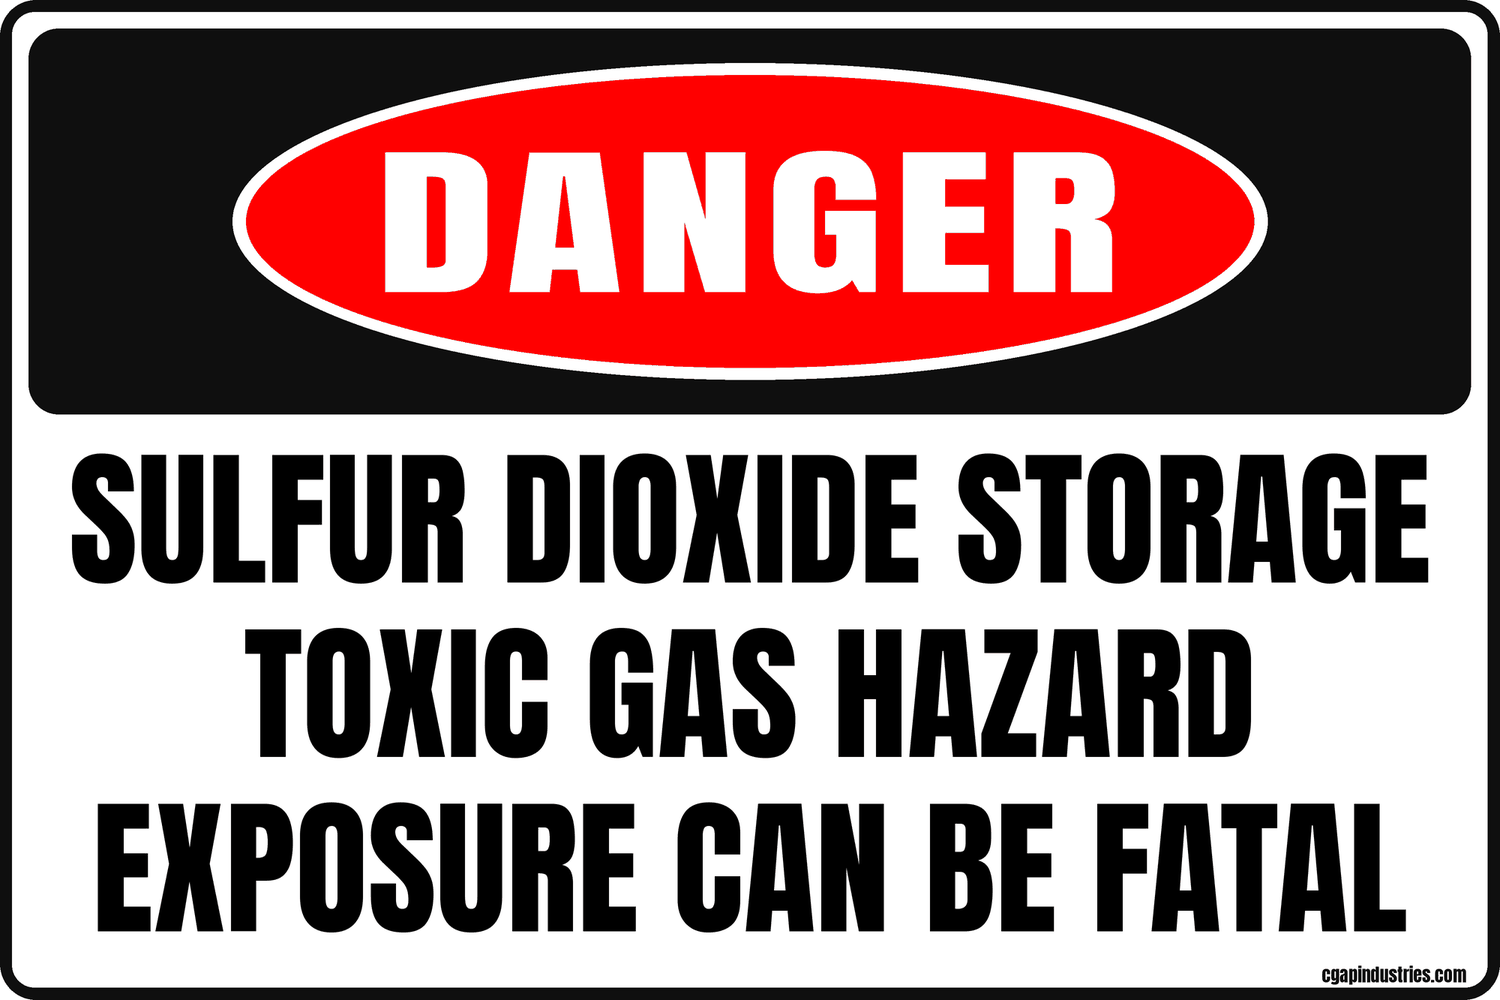 DANGER
SULFUR DIOXIDE STORAGE
TOXIC GAS HAZARD
EXPOSURE CAN BE FATAL
cgapindustries.com